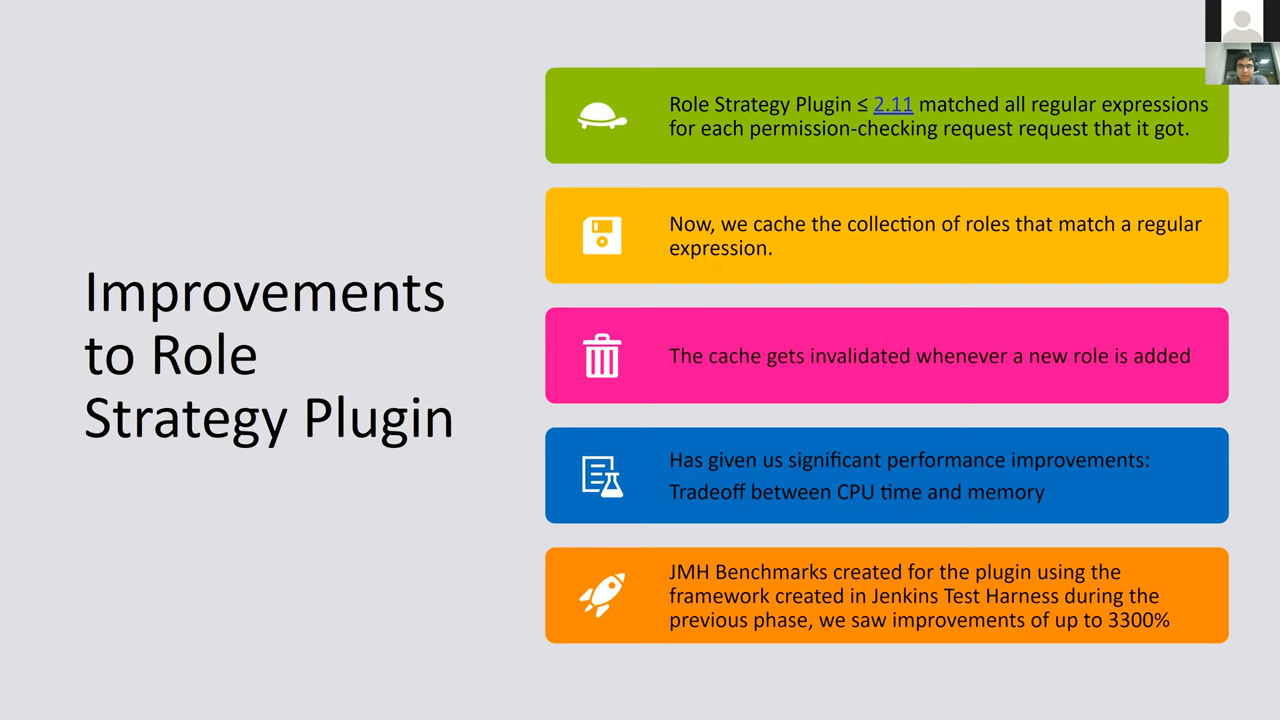 Improvements
to Role
Strategy Plugin
Role Strategy Plugin ≤ 2.11 matched all regular expressions
for each permission-checking request request that it got.
Now, we cache the collection of roles that match a regular
expression.
The cache gets invalidated whenever a new role is added
Has given us significant performance improvements:
Tradeoff between CPU time and memory
JMH Benchmarks created for the plugin using the
framework created in Jenkins Test Harness during the
previous phase, we saw improvements of up to 3300%